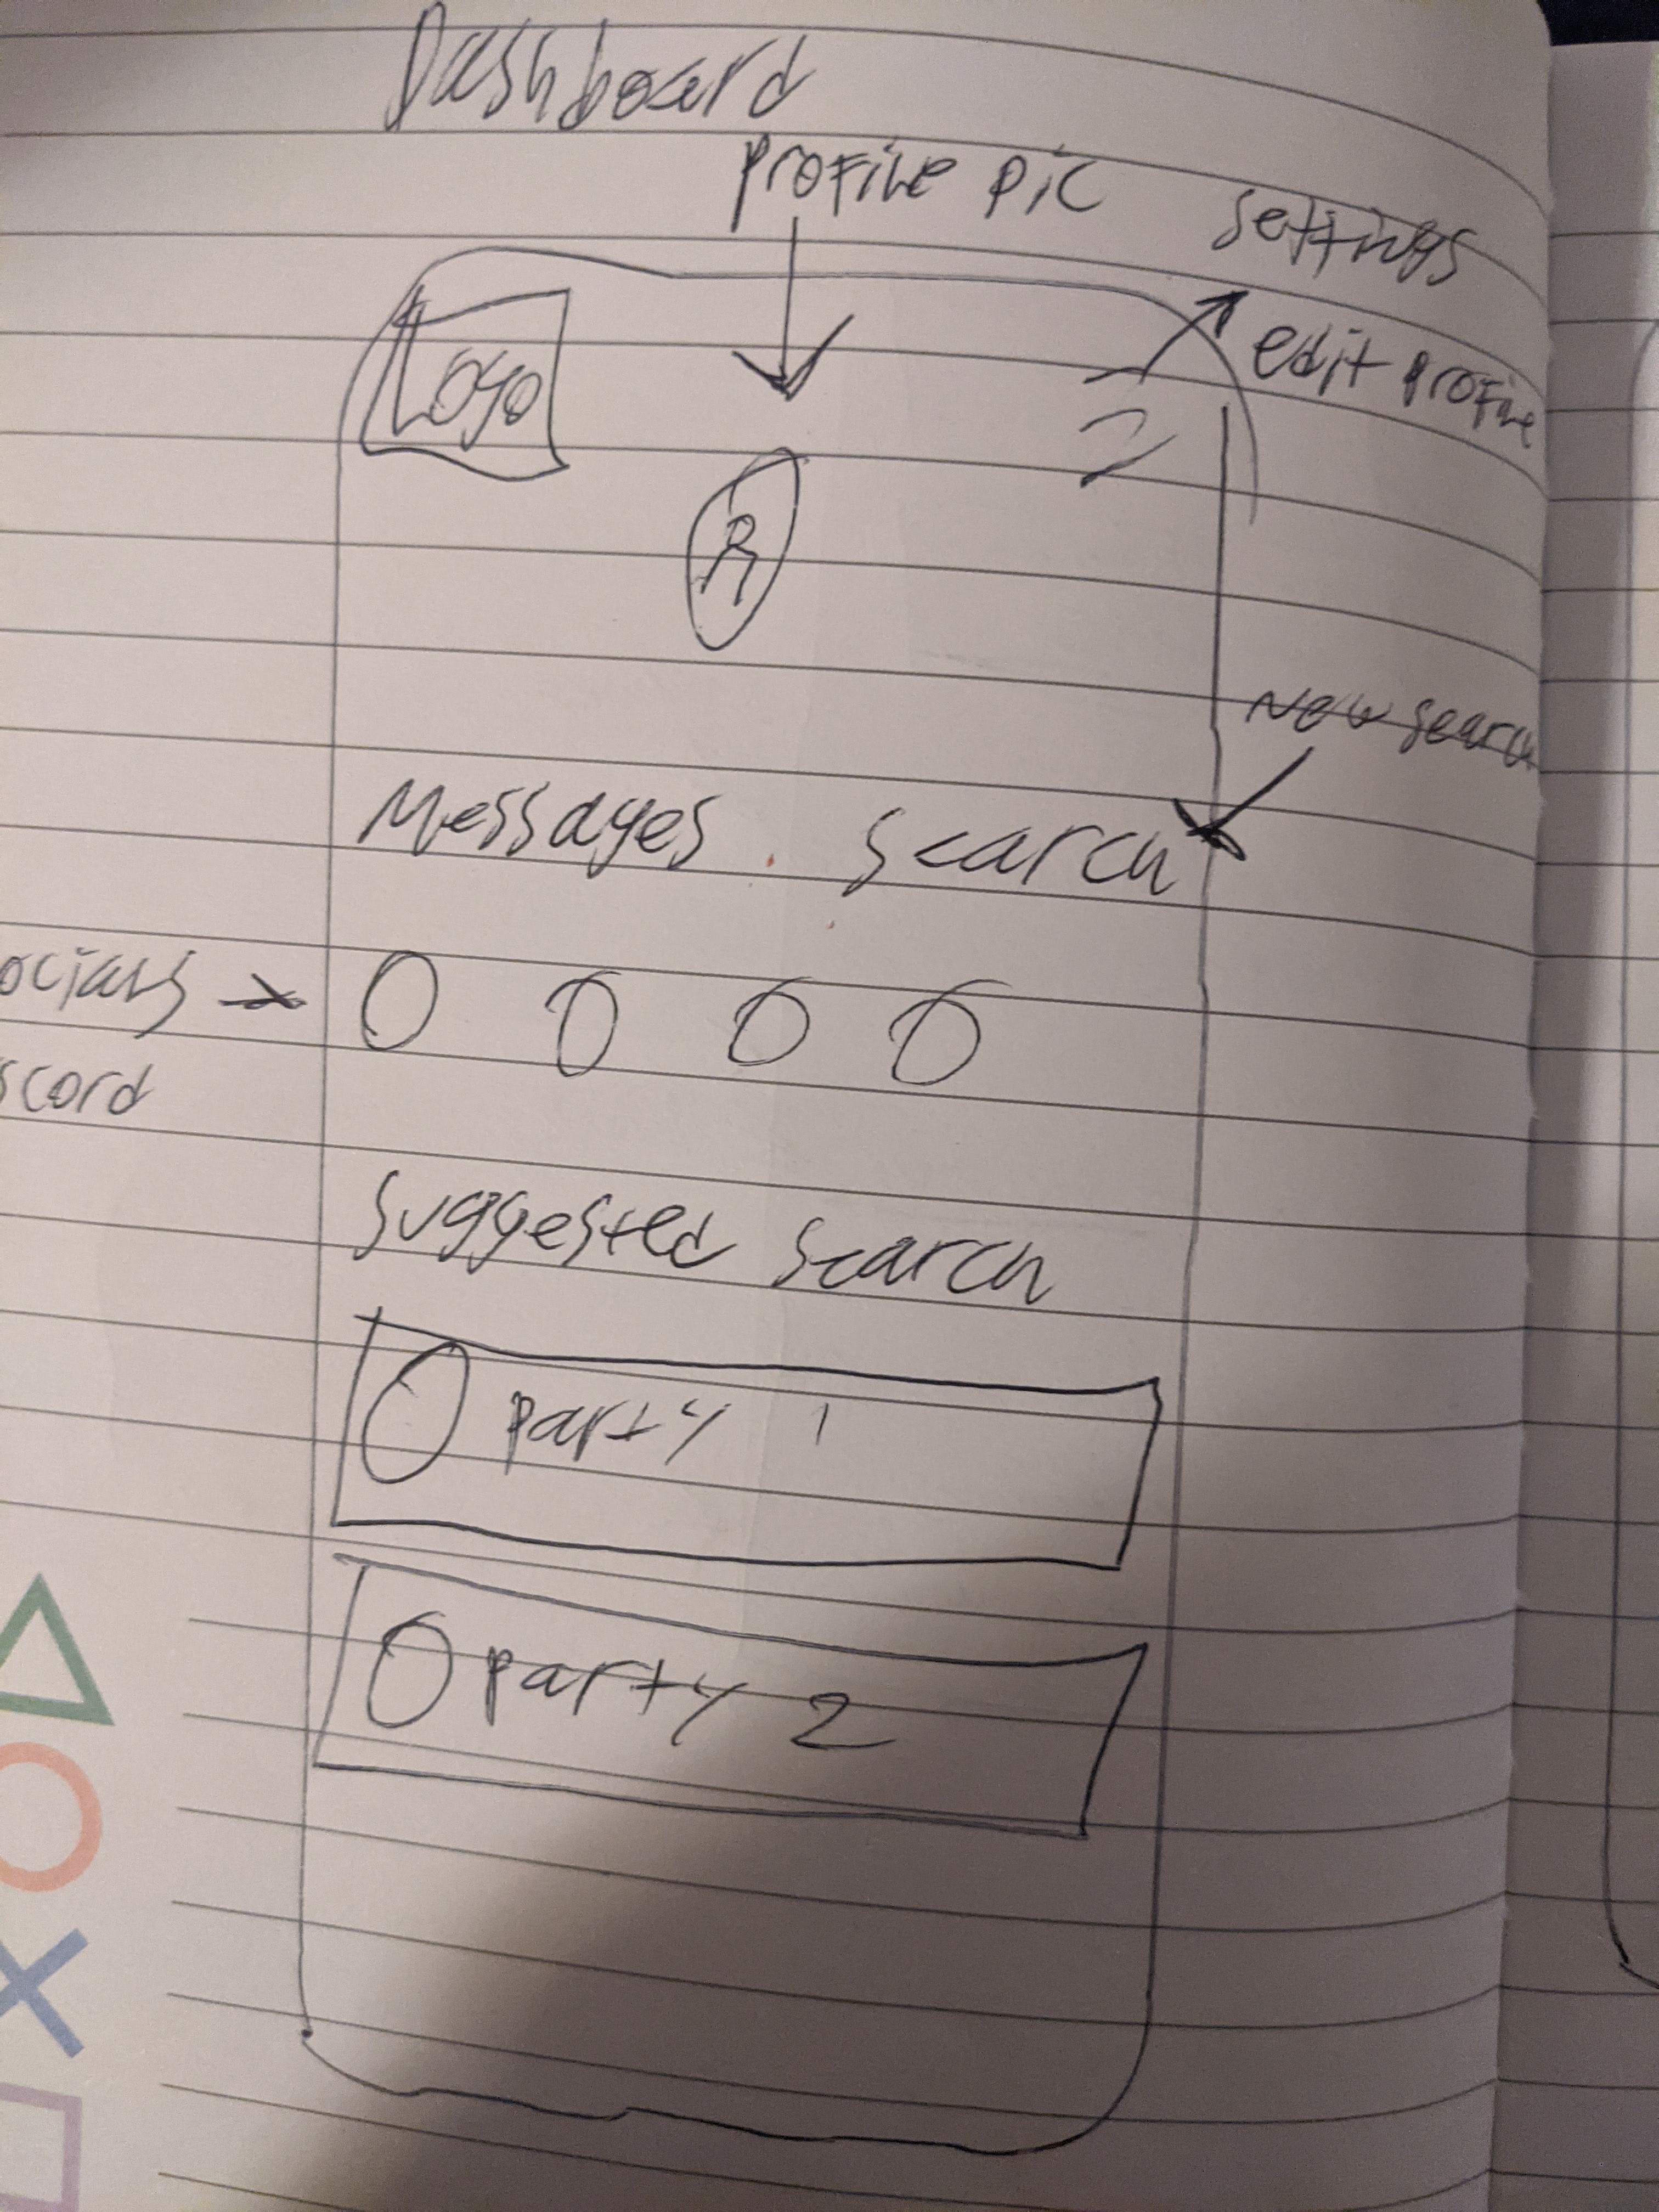 Dashboard
Profile pic
settings
edit profile
Logo
R
New search
Messages
search
ocials
scord
Suggested search
Party 1
Party 2